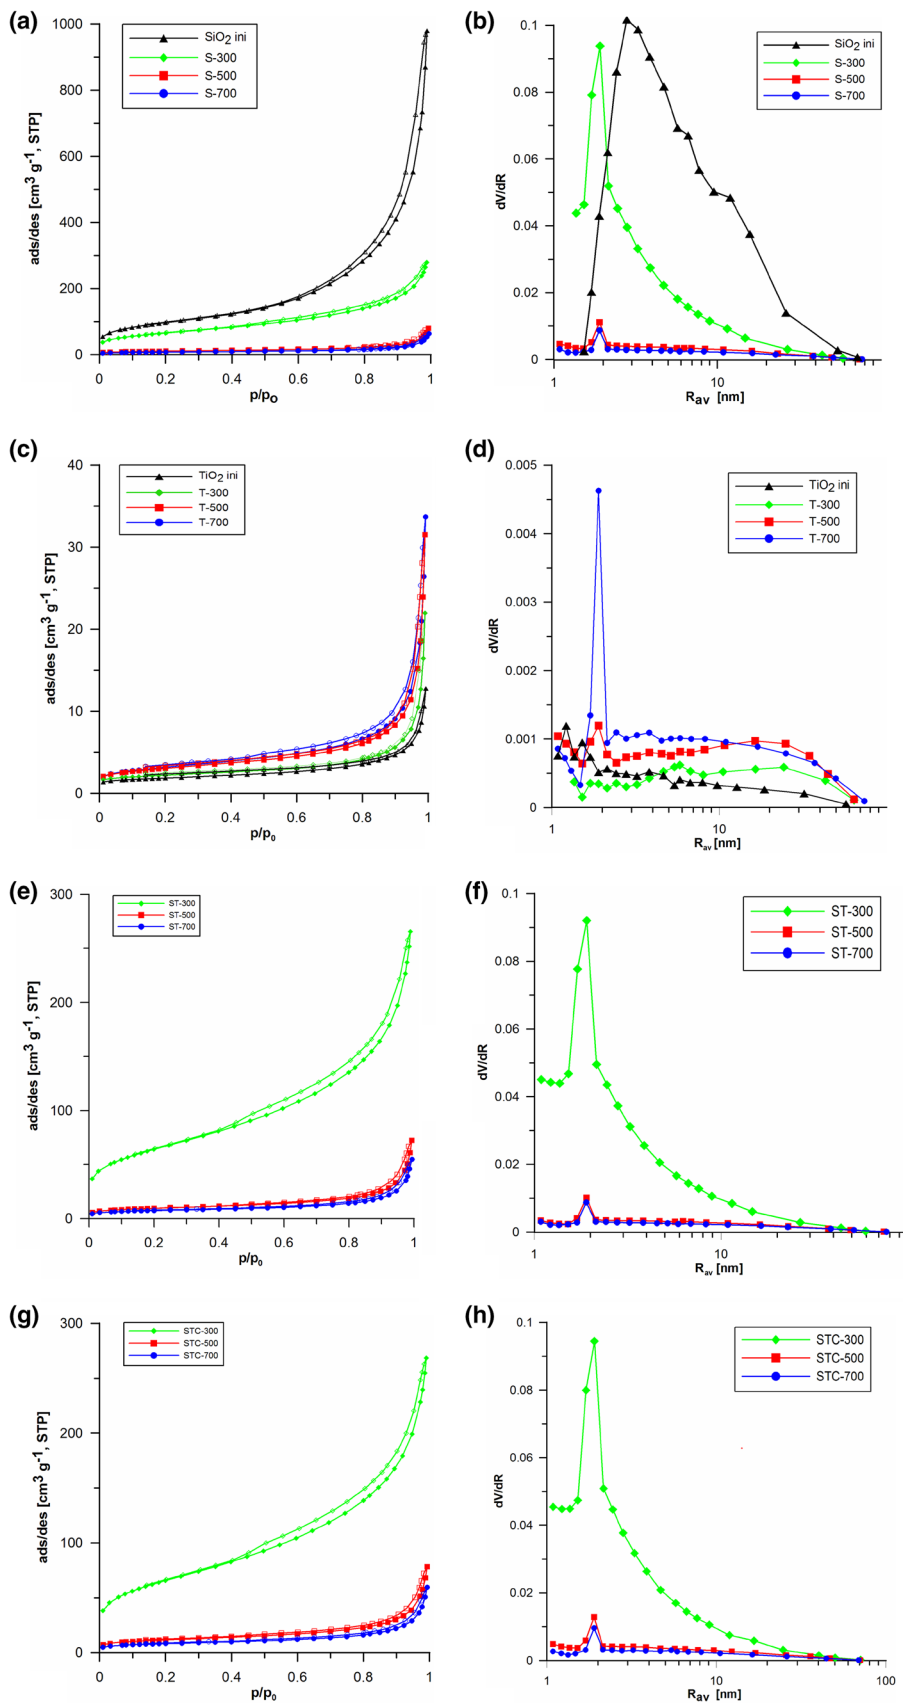 (a)
SiO2 ini
S-300
S-500
S-700
ads/des [cm3 g-1, STP]
1000
800
600
400
200
0
0 0.2 0.4 0.6 0.8 1
p/po
(b)
SiO2 ini
S-300
S-500
S-700
dV/dR
0.1
0.08
0.06
0.04
0.02
0
1 10
Rav [nm]
(c)
TiO2 ini
T-300
T-500
T-700
ads/des [cm3 g-1, STP]
40
30
20
10
0
0 0.2 0.4 0.6 0.8 1
p/p0
(d)
TiO2 ini
T-300
T-500
T-700
dV/dR
0.005
0.004
0.003
0.002
0.001
0
1 10
Rav [nm]
(e)
ST-300
ST-500
ST-700
ads/des [cm3 g-1, STP]
300
200
100
0
0 0.2 0.4 0.6 0.8 1
p/p0
(f)
ST-300
ST-500
ST-700
dV/dR
0.1
0.08
0.06
0.04
0.02
0
1 10
Rav [nm]
(g)
STC-300
STC-500
STC-700
ads/des [cm3 g-1, STP]
300
200
100
0
0 0.2 0.4 0.6 0.8 1
p/p0
(h)
STC-300
STC-500
STC-700
dV/dR
0.1
0.08
0.06
0.04
0.02
0
1 10 100
Rav [nm]